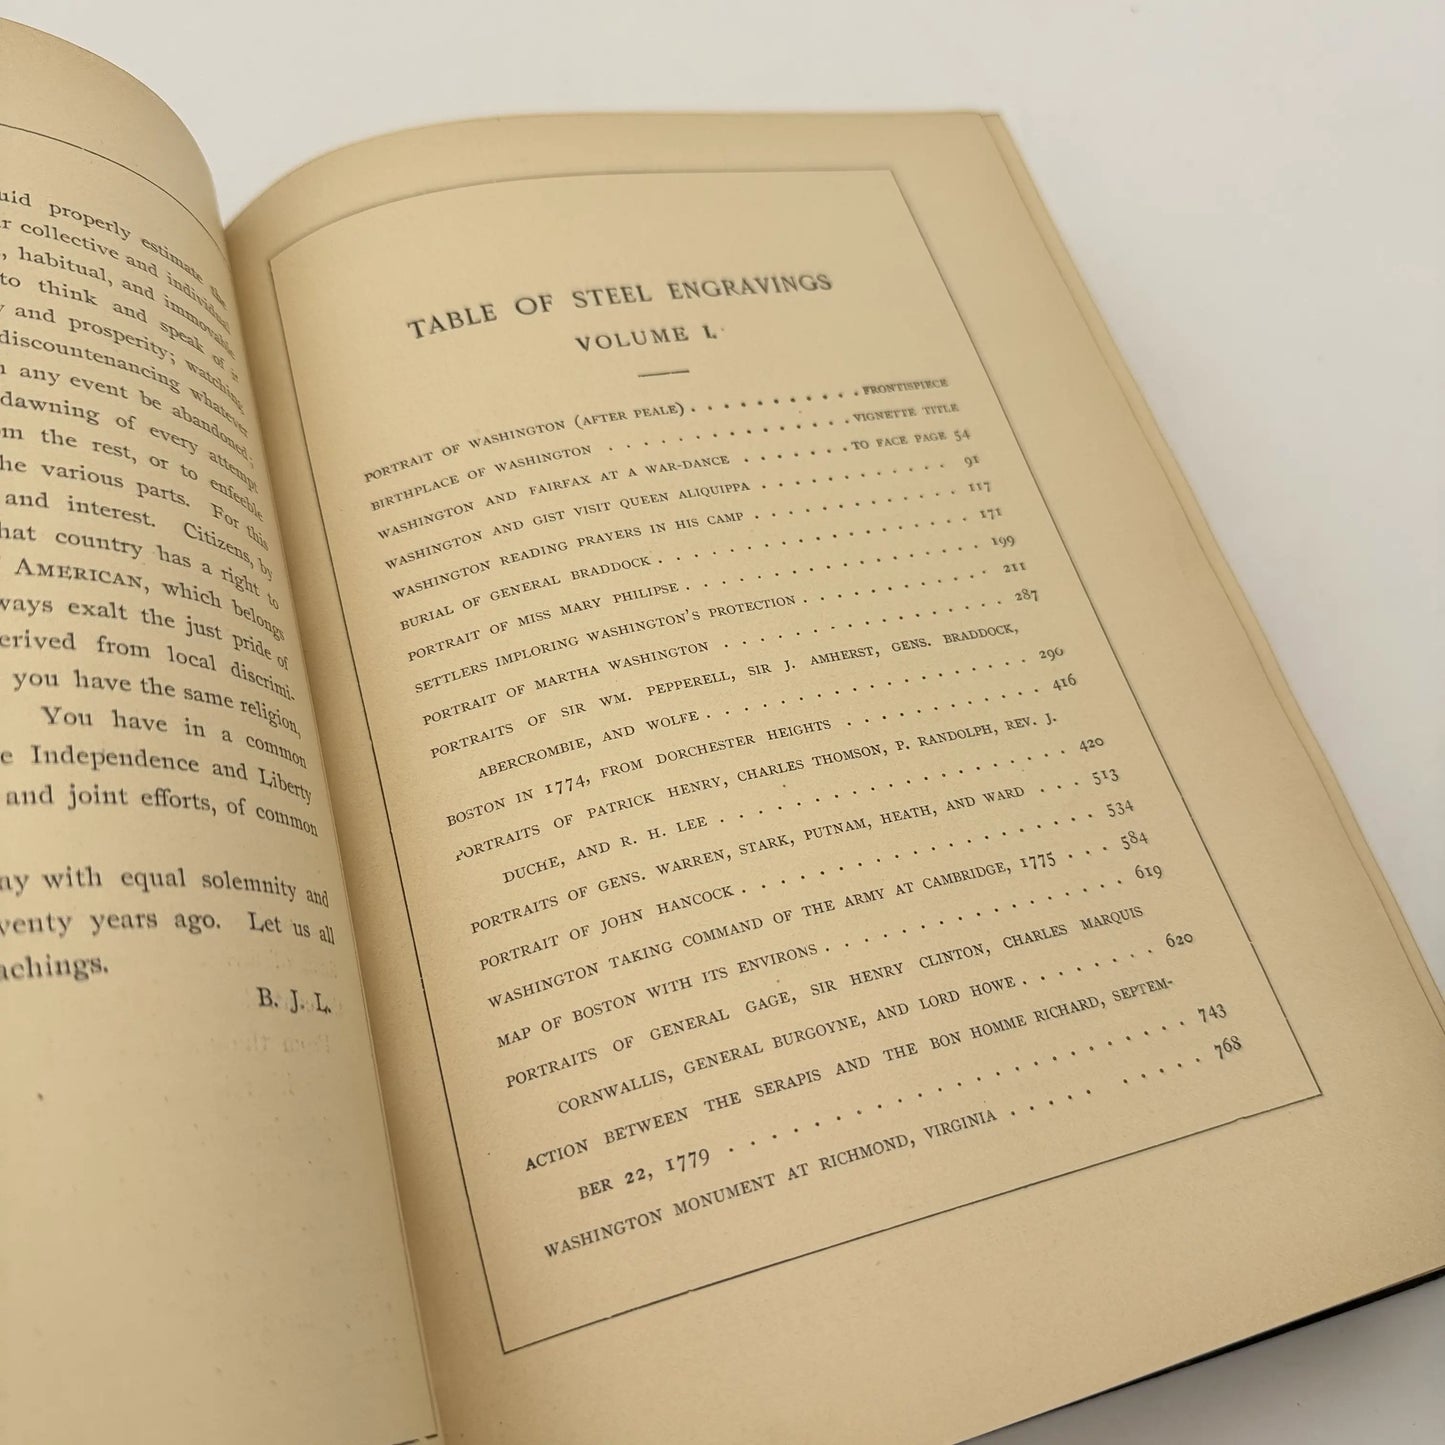 uid properly estimate the
r collective and individual
, habitual, and immovable
to think and speak of it
and prosperity; watching
discountenancing whatever
n any event be abandoned;
dawning of every attempt
om the rest, or to enfeeble
he various parts. For this
and interest. Citizens, by
hat country has a right to
AMERICAN, which belongs
ways exalt the just pride of
erived from local discrimi-
you have the same religion,
You have in a common
e Independence and Liberty
and joint efforts, of common
ay with equal solemnity and
venty years ago. Let us all
achings.
B. J. L.
TABLE OF STEEL ENGRAVINGS
VOLUME I.
PORTRAIT OF WASHINGTON (AFTER PEALE) . . . . . . . . . . . FRONTISPIECE
BIRTHPLACE OF WASHINGTON . . . . . . . . . . . . . VIGNETTE TITLE
WASHINGTON AND FAIRFAX AT A WAR-DANCE . . . . . . . TO FACE PAGE 54
WASHINGTON AND GIST VISIT QUEEN ALIQUIPPA . . . . . . . . . . 91
WASHINGTON READING PRAYERS IN HIS CAMP . . . . . . . . . . . 117
BURIAL OF GENERAL BRADDOCK . . . . . . . . . . . . . . . 171
PORTRAIT OF MISS MARY PHILIPSE . . . . . . . . . . . . . . 199
SETTLERS IMPLORING WASHINGTON'S PROTECTION . . . . . . . . . . 211
PORTRAIT OF MARTHA WASHINGTON . . . . . . . . . . . . . 287
PORTRAITS OF SIR WM. PEPPERELL, SIR J. AMHERST, GENS. BRADDOCK,
ABERCROMBIE, AND WOLFE . . . . . . . . . . . . . . . 290
BOSTON IN 1774, FROM DORCHESTER HEIGHTS . . . . . . . . . . 416
PORTRAITS OF PATRICK HENRY, CHARLES THOMSON, P. RANDOLPH, REV. J.
DUCHE, AND R. H. LEE . . . . . . . . . . . . . . . . 420
PORTRAITS OF GENS. WARREN, STARK, PUTNAM, HEATH, AND WARD . . . 513
PORTRAIT OF JOHN HANCOCK . . . . . . . . . . . . . . . . 534
WASHINGTON TAKING COMMAND OF THE ARMY AT CAMBRIDGE, 1775 . . . 584
MAP OF BOSTON WITH ITS ENVIRONS . . . . . . . . . . . . . 619
PORTRAITS OF GENERAL GAGE, SIR HENRY CLINTON, CHARLES MARQUIS
CORNWALLIS, GENERAL BURGOYNE, AND LORD HOWE . . . . . . . 620
ACTION BETWEEN THE SERAPIS AND THE BON HOMME RICHARD, SEPTEM-
BER 22, 1779 . . . . . . . . . . . . . . . . . . . . 743
WASHINGTON MONUMENT AT RICHMOND, VIRGINIA . . . . . . . . . 768